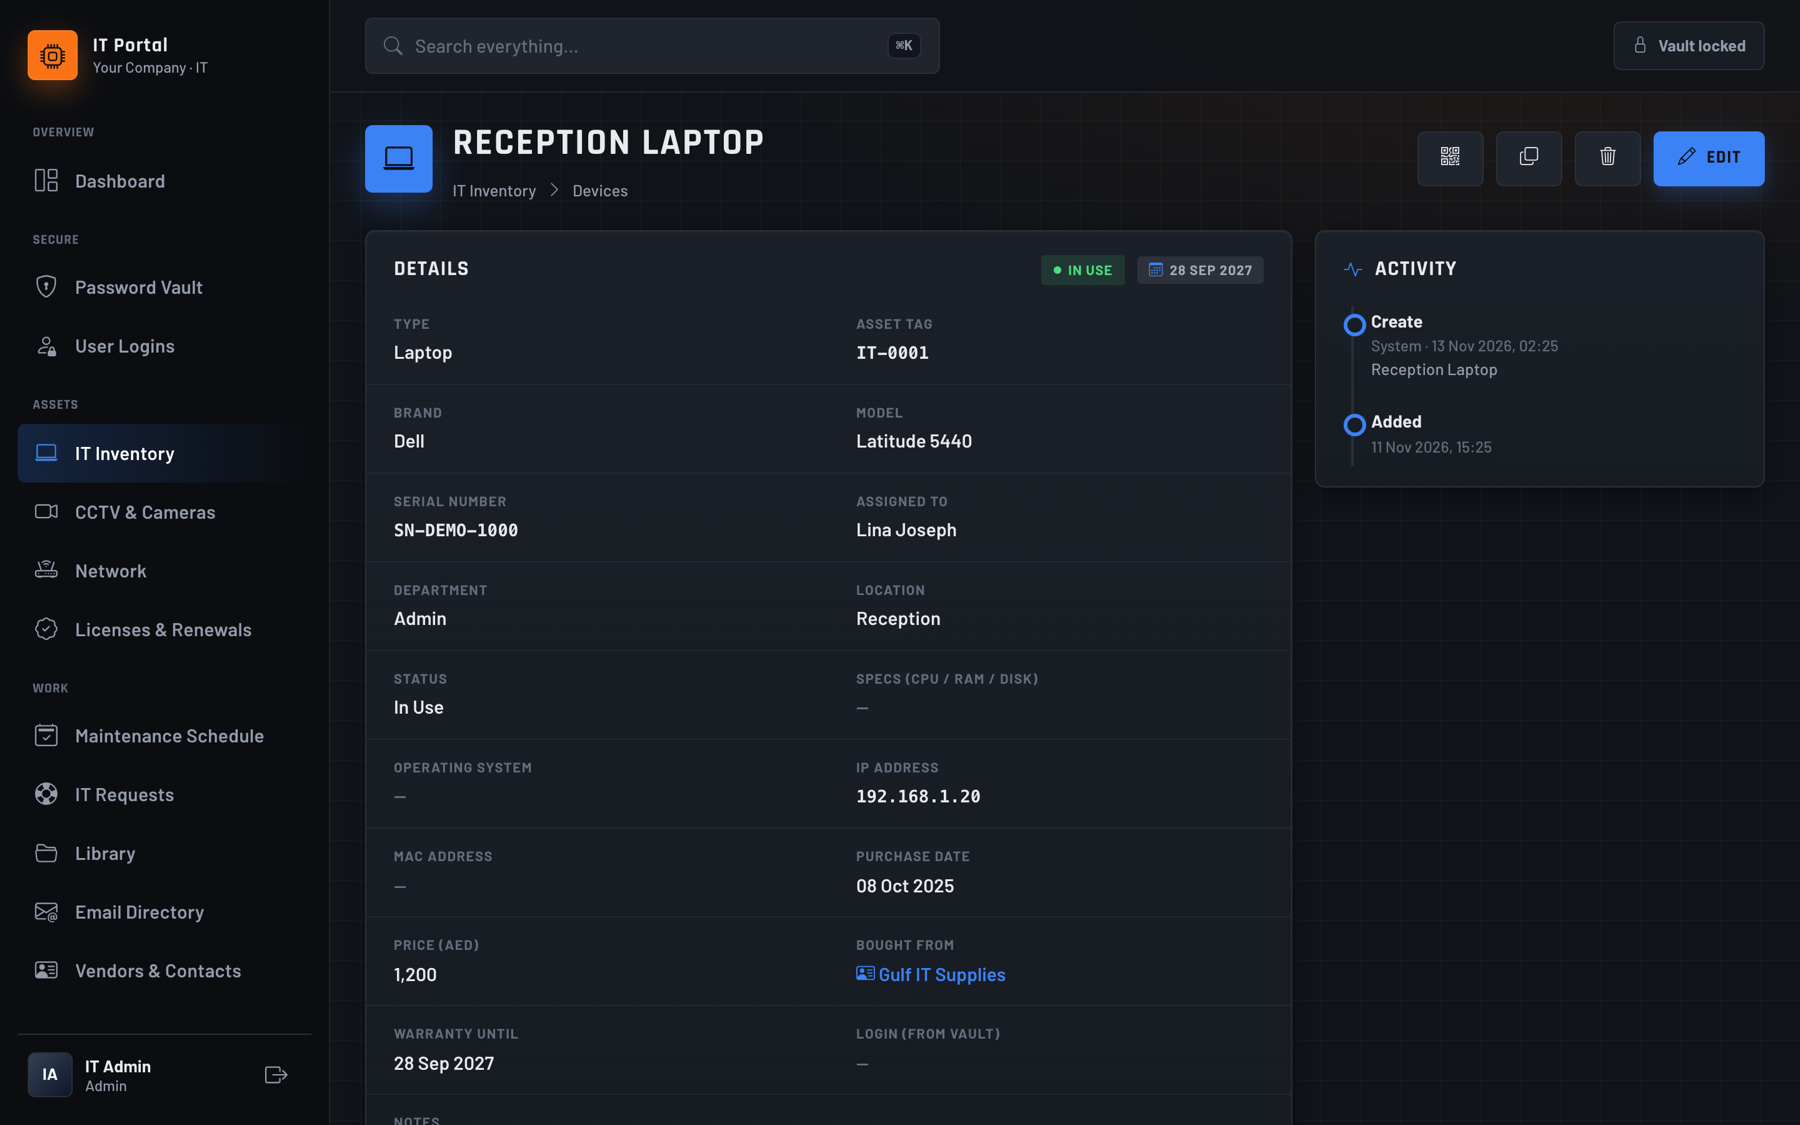 IT Portal
Your Company · IT
OVERVIEW
Dashboard
SECURE
Password Vault
User Logins
ASSETS
IT Inventory
CCTV & Cameras
Network
Licenses & Renewals
WORK
Maintenance Schedule
IT Requests
Library
Email Directory
Vendors & Contacts
IA
IT Admin
Admin
Search everything...
⌘K
Vault locked
RECEPTION LAPTOP
IT Inventory > Devices
EDIT
DETAILS
IN USE
28 SEP 2027
TYPE
Laptop
ASSET TAG
IT-0001
BRAND
Dell
MODEL
Latitude 5440
SERIAL NUMBER
SN-DEMO-1000
ASSIGNED TO
Lina Joseph
DEPARTMENT
Admin
LOCATION
Reception
STATUS
In Use
SPECS (CPU / RAM / DISK)
—
OPERATING SYSTEM
—
IP ADDRESS
192.168.1.20
MAC ADDRESS
—
PURCHASE DATE
08 Oct 2025
PRICE (AED)
1,200
BOUGHT FROM
Gulf IT Supplies
WARRANTY UNTIL
28 Sep 2027
LOGIN (FROM VAULT)
—
NOTES
ACTIVITY
Create
System · 13 Nov 2026, 02:25
Reception Laptop
Added
11 Nov 2026, 15:25